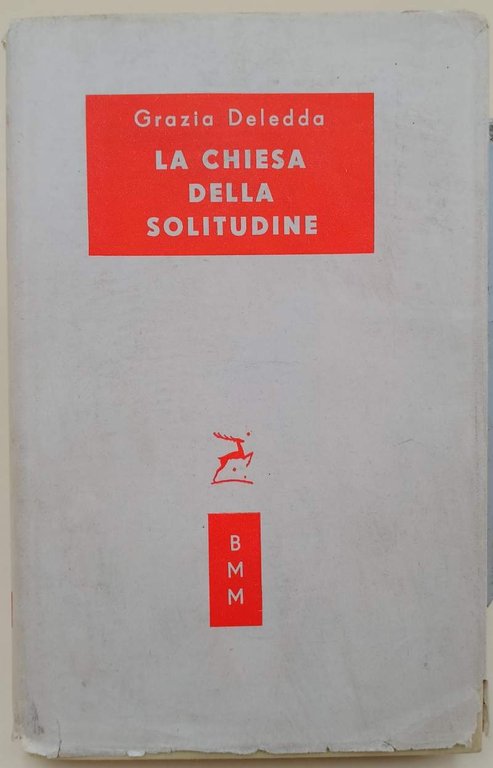 Grazia Deledda
LA CHIESA
DELLA
SOLITUDINE
B
M
M